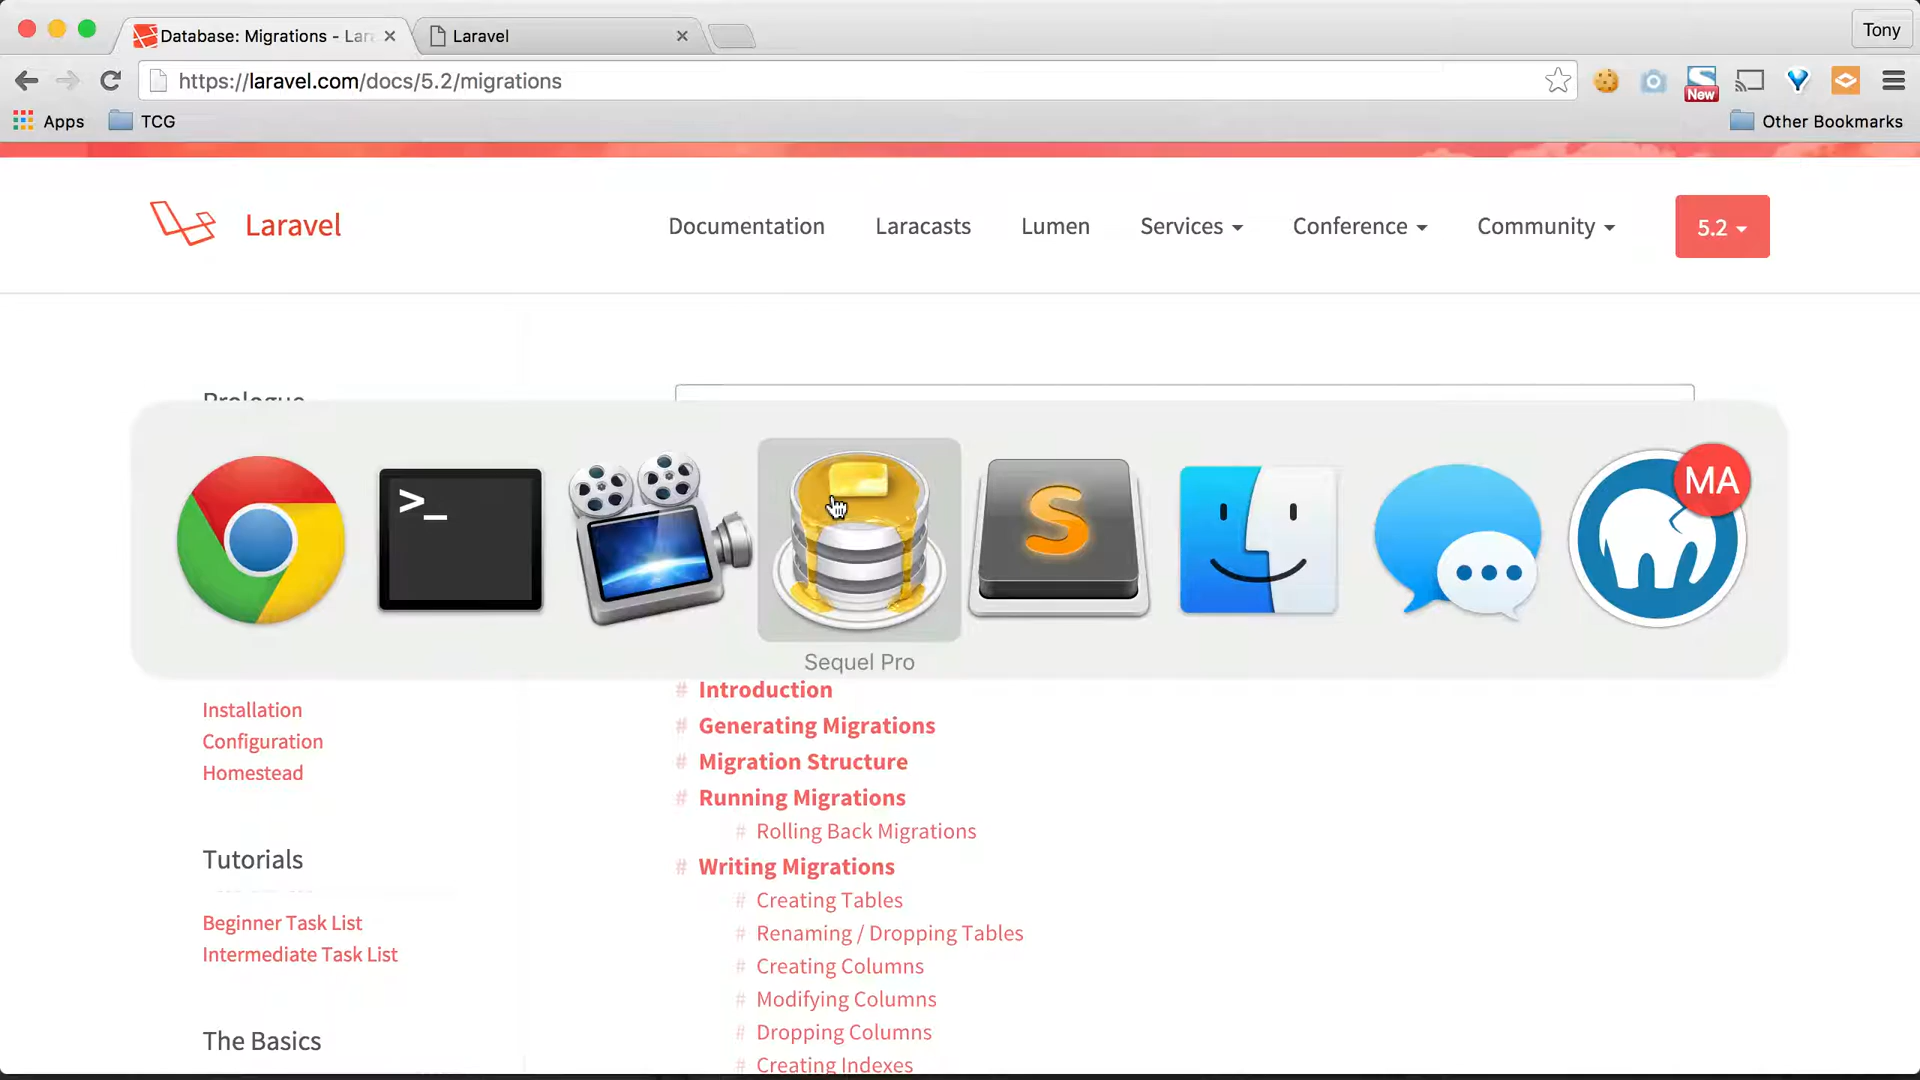 Database: Migrations - Lar
Laravel
Tony
https://laravel.com/docs/5.2/migrations
New
Apps
TCG
Other Bookmarks
Laravel
Documentation
Laracasts
Lumen
Services
Conference
Community
5.2
Prologue
>_
S
MA
Sequel Pro
Installation
Configuration
Homestead
Tutorials
Beginner Task List
Intermediate Task List
The Basics
# Introduction
# Generating Migrations
# Migration Structure
# Running Migrations
# Rolling Back Migrations
# Writing Migrations
# Creating Tables
# Renaming / Dropping Tables
# Creating Columns
# Modifying Columns
# Dropping Columns
# Creating Indexes